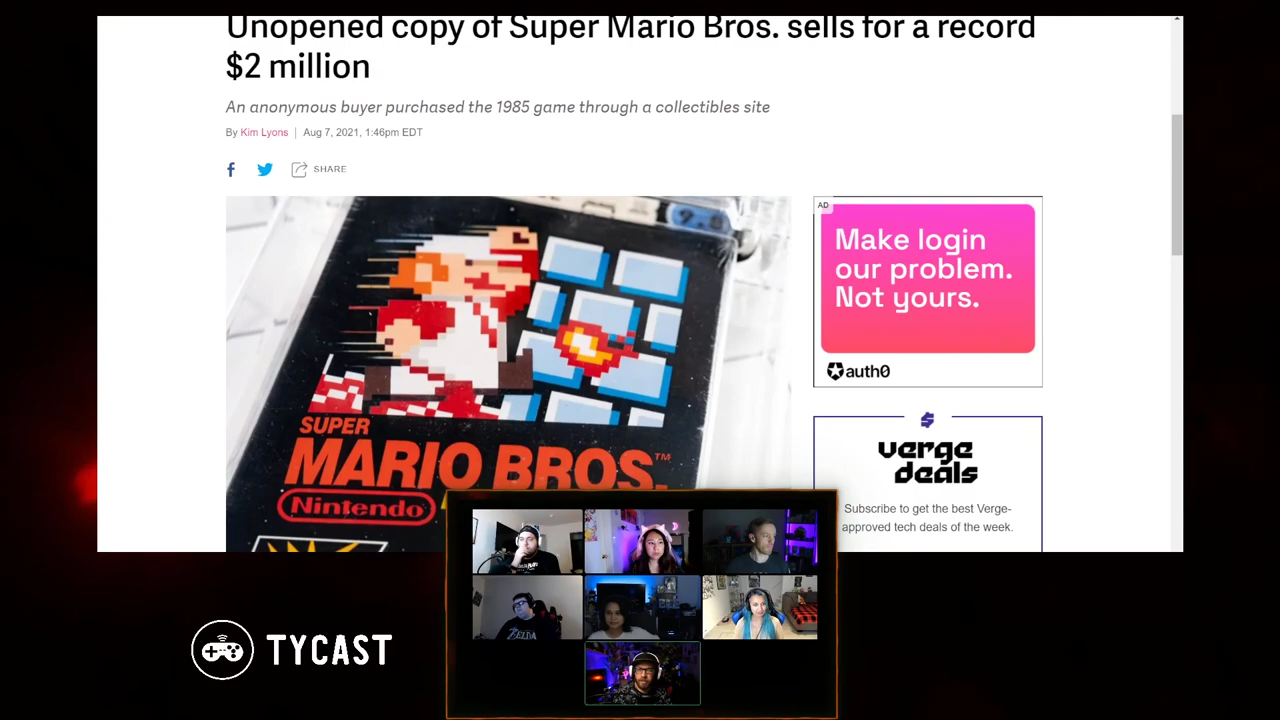 Unopened copy of Super Mario Bros. sells for a record
$2 million
An anonymous buyer purchased the 1985 game through a collectibles site
By Kim Lyons | Aug 7, 2021, 1:46pm EDT
SHARE
SUPER
MARIO BROS.™
Nintendo
AD
Make login
our problem.
Not yours.
auth0
verge
deals
Subscribe to get the best Verge-
approved tech deals of the week.
ZELDA
TYCAST